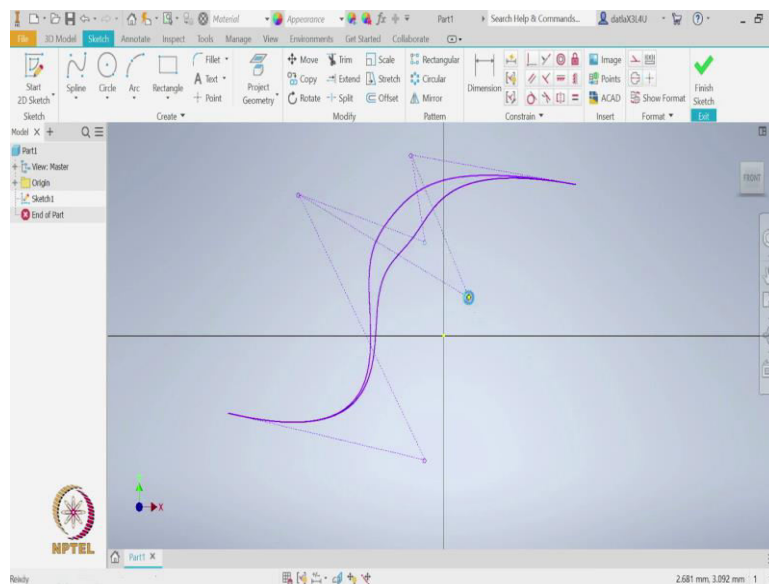 Material Appearance fx Part1 Search Help & Commands... datlaX3L4U
File 3D Model Sketch Annotate Inspect Tools Manage View Environments Get Started Collaborate
Start 2D Sketch Spline Circle Arc Rectangle Fillet Text Point Project Geometry Move Copy Rotate Trim Extend Split Scale Stretch Offset Rectangular Circular Mirror Dimension Image Points ACAD Show Format Finish Sketch
Sketch Create Modify Pattern Constrain Insert Format Exit
Model X +
Part1
View: Master
Origin
Sketch1
End of Part
FRONT
X
NPTEL
Part1 X
Ready 2.681 mm, 3.092 mm 1